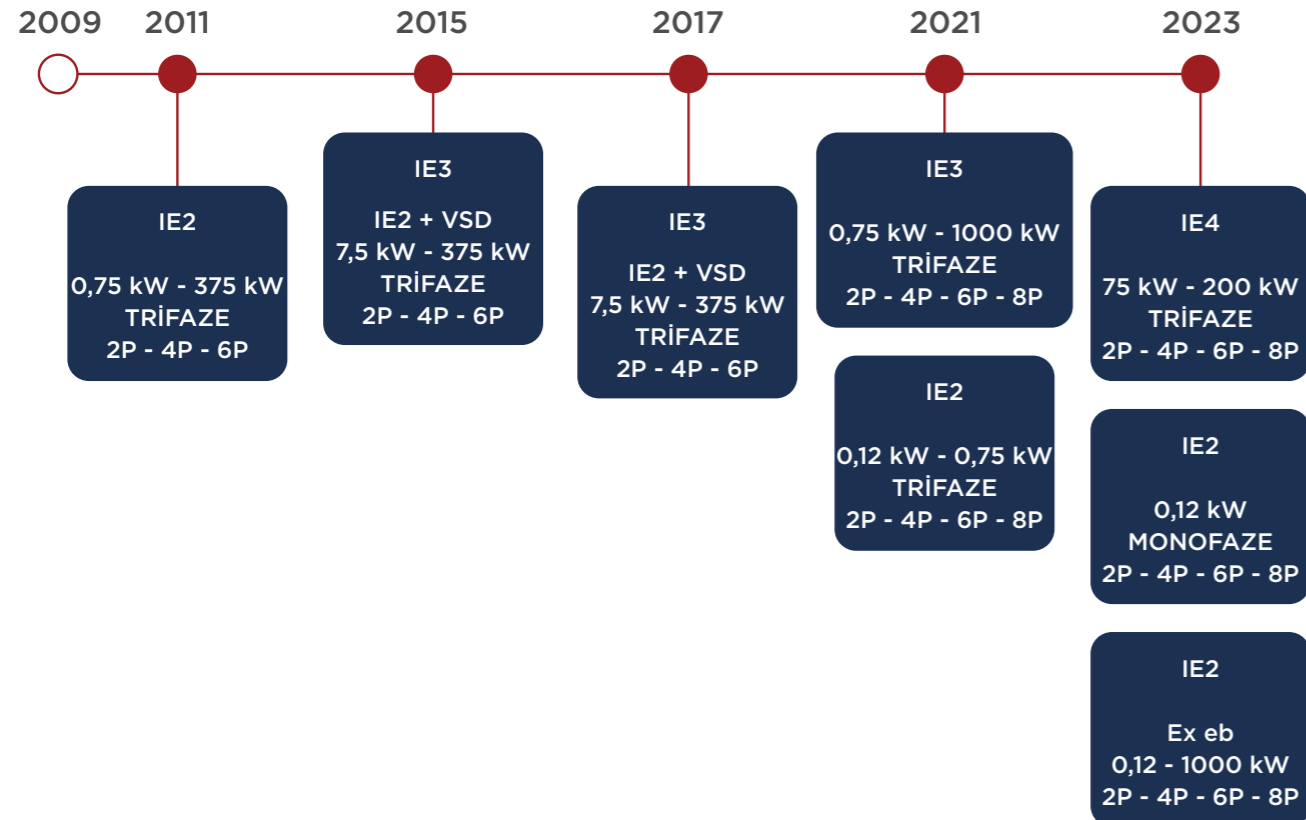 2009 2011 2015 2017 2021 2023
IE2
0,75 kW - 375 kW
TRİFAZE
2P - 4P - 6P
IE3
IE2 + VSD
7,5 kW - 375 kW
TRİFAZE
2P - 4P - 6P
IE3
IE2 + VSD
7,5 kW - 375 kW
TRİFAZE
2P - 4P - 6P
IE3
0,75 kW - 1000 kW
TRİFAZE
2P - 4P - 6P - 8P
IE2
0,12 kW - 0,75 kW
TRİFAZE
2P - 4P - 6P - 8P
IE4
75 kW - 200 kW
TRİFAZE
2P - 4P - 6P - 8P
IE2
0,12 kW
MONOFAZE
2P - 4P - 6P - 8P
IE2
Ex eb
0,12 - 1000 kW
2P - 4P - 6P - 8P